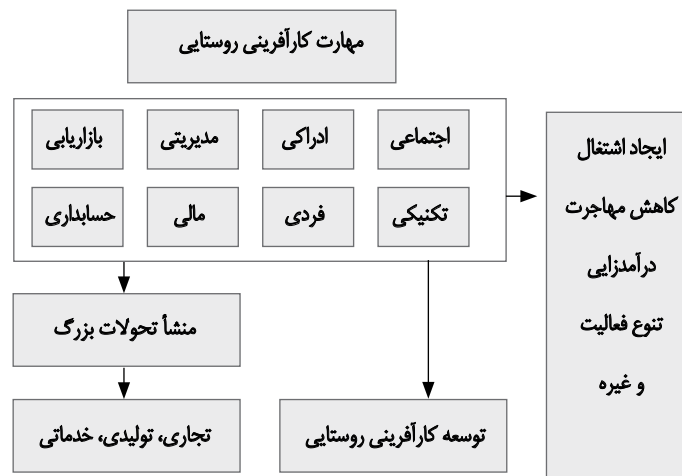 مهارت کارآفرینی روستایی
اجتماعی
ادراکی
مدیریتی
بازاریابی
تکنیکی
فردی
مالی
حسابداری
ایجاد اشتغال
کاهش مهاجرت
درآمدزایی
تنوع فعالیت
و غیره
منشأ تحولات بزرگ
توسعه کارآفرینی روستایی
تجاری، تولیدی، خدماتی